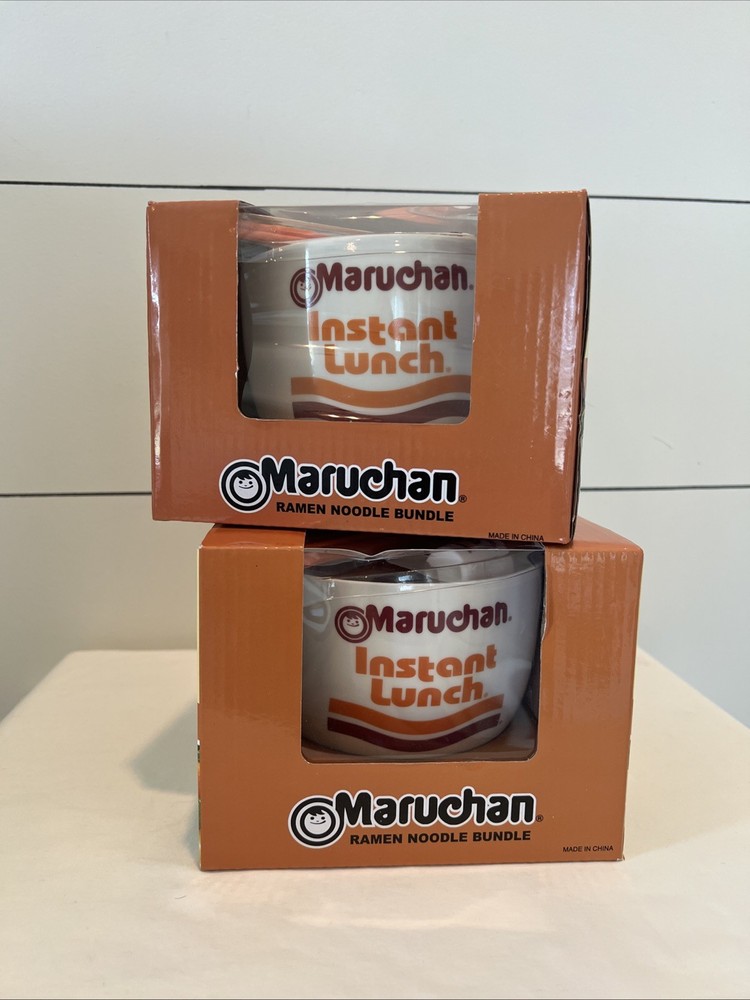 Maruchan.
Instant
Lunch®
Maruchan®
RAMEN NOODLE BUNDLE
MADE IN CHINA
Maruchan®
Instant
Lunch®
Maruchan®
RAMEN NOODLE BUNDLE
MADE IN CHINA